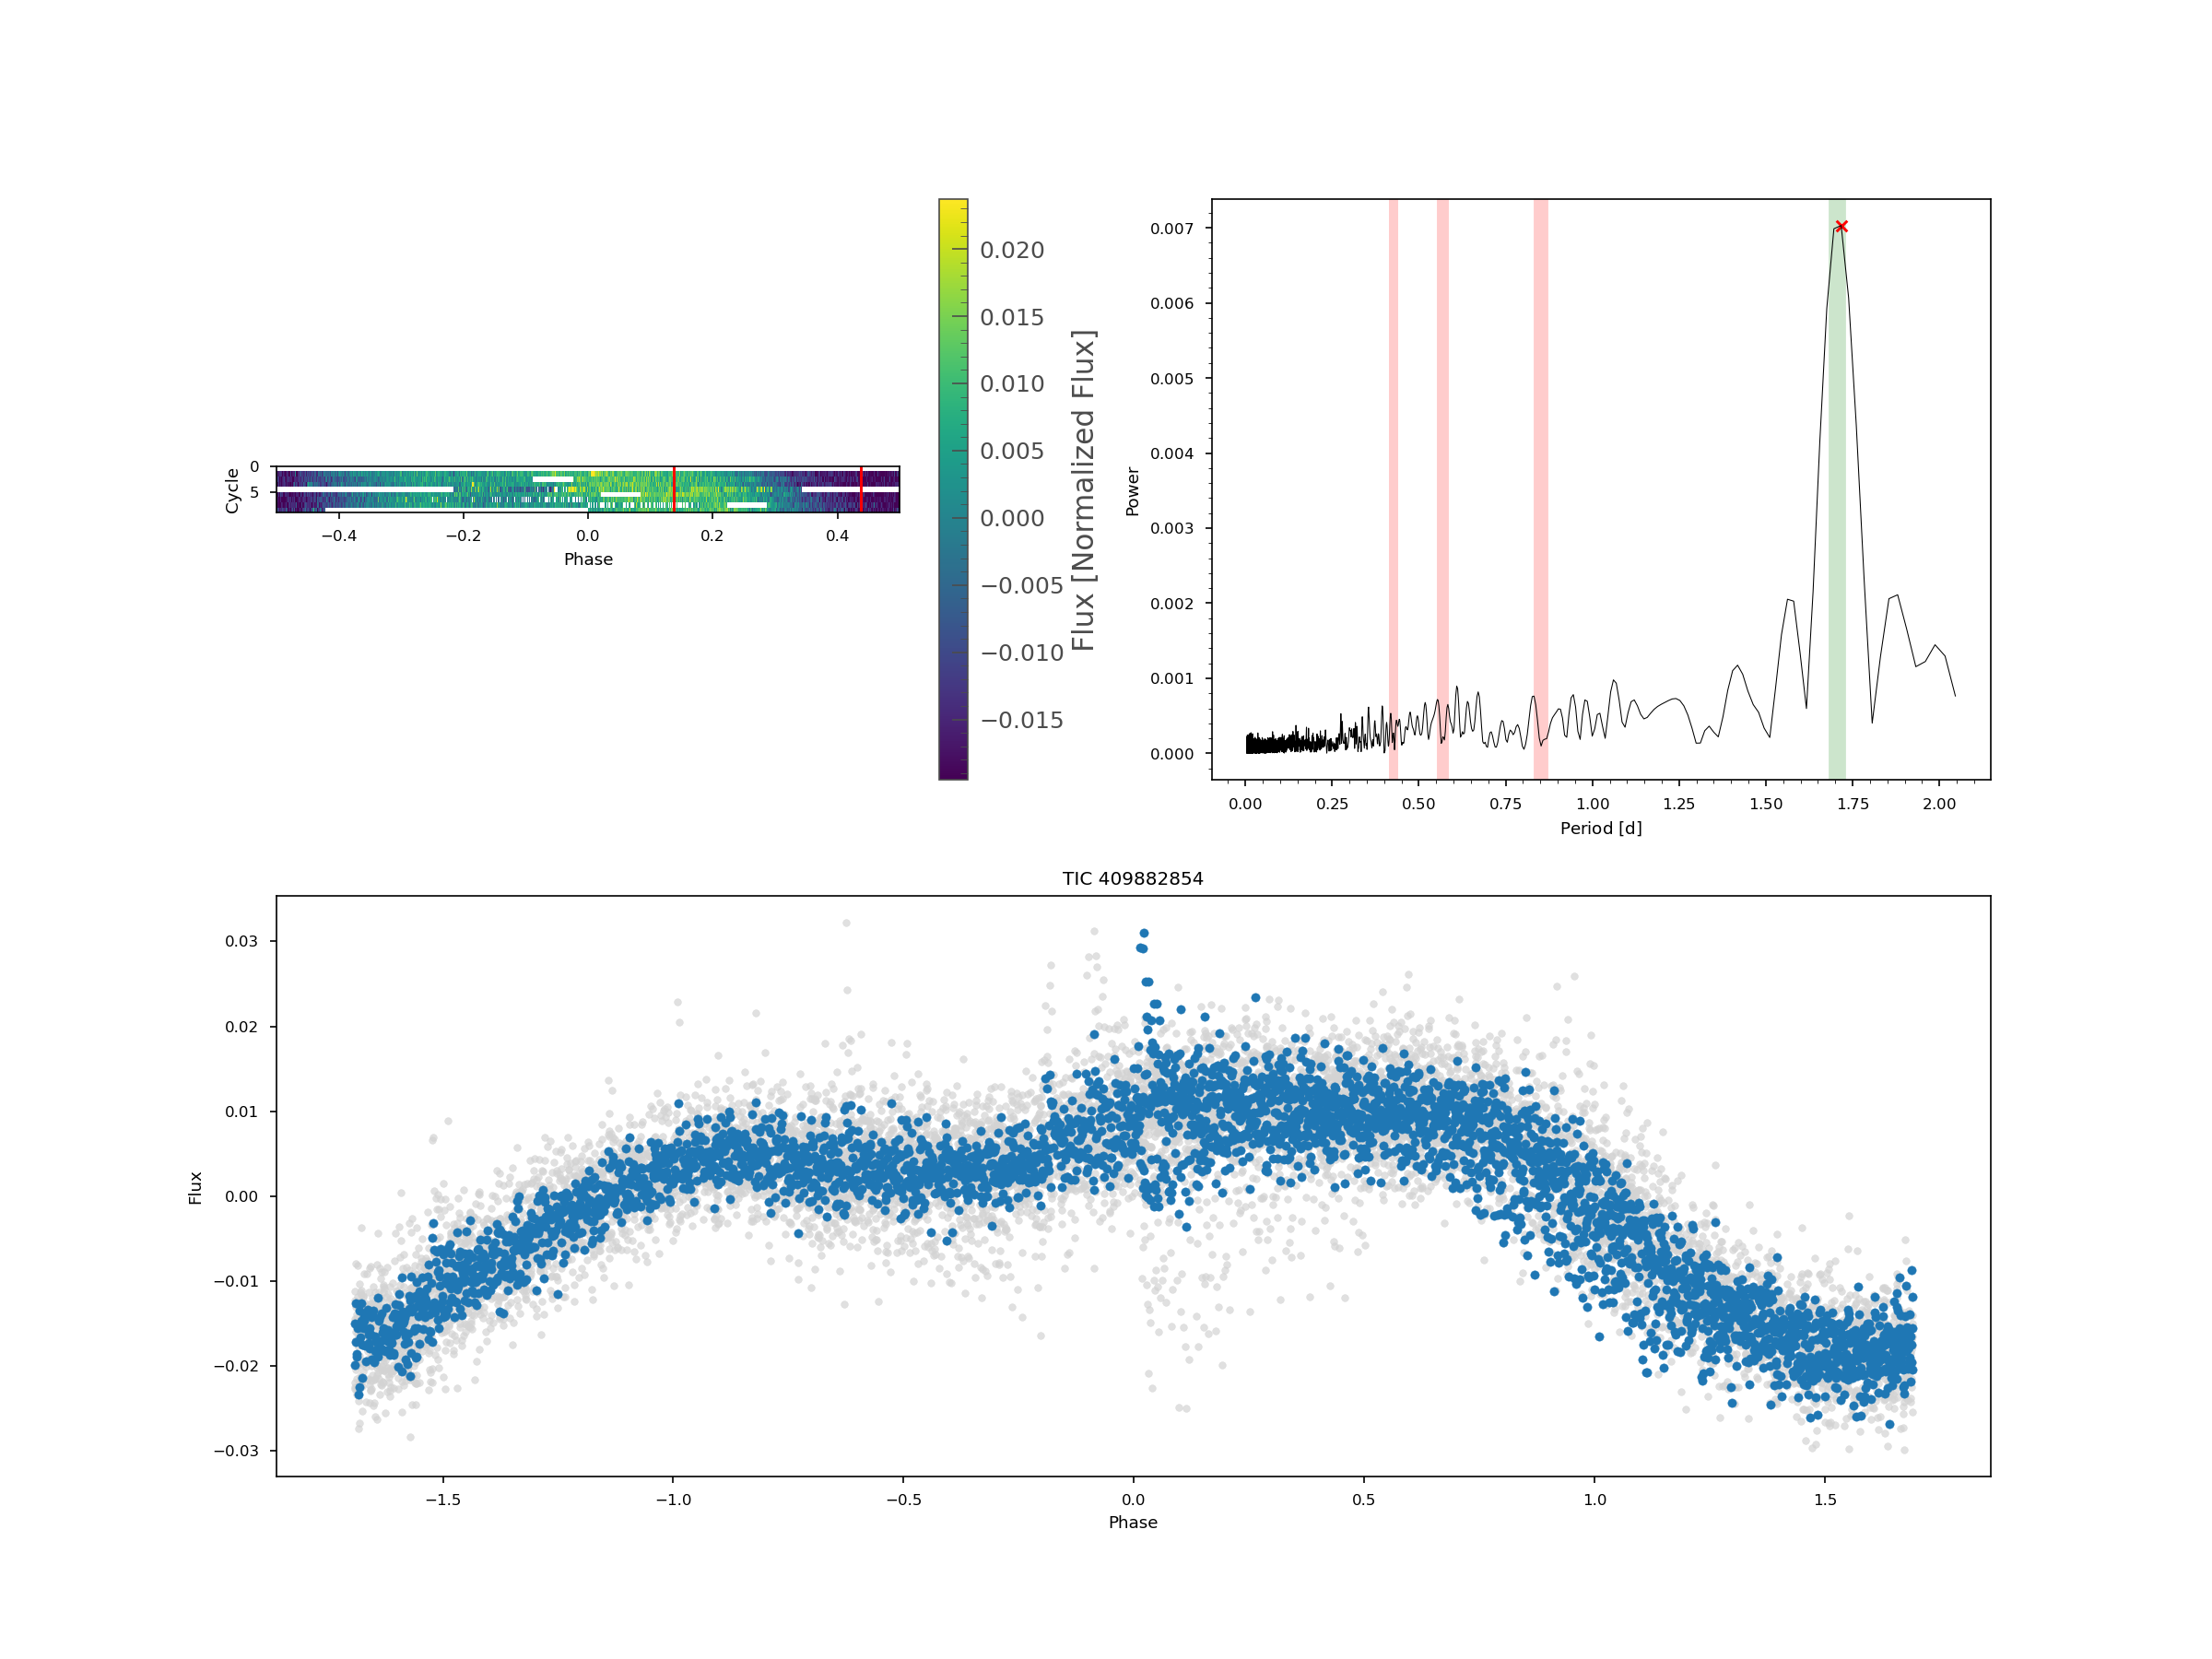 0
5
Cycle
−0.4 −0.2 0.0 0.2 0.4
Phase
0.020
0.015
0.010
0.005
0.000
−0.005
−0.010
−0.015
Flux [Normalized Flux]
0.007
0.006
0.005
0.004
0.003
0.002
0.001
0.000
Power
0.00 0.25 0.50 0.75 1.00 1.25 1.50 1.75 2.00
Period [d]
TIC 409882854
0.03
0.02
0.01
0.00
−0.01
−0.02
−0.03
Flux
−1.5 −1.0 −0.5 0.0 0.5 1.0 1.5
Phase